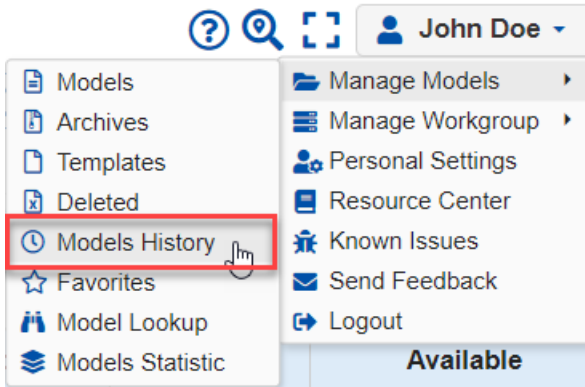 John Doe
Models
Archives
Templates
Deleted
Models History
Favorites
Model Lookup
Models Statistic
Manage Models
Manage Workgroup
Personal Settings
Resource Center
Known Issues
Send Feedback
Logout
Available